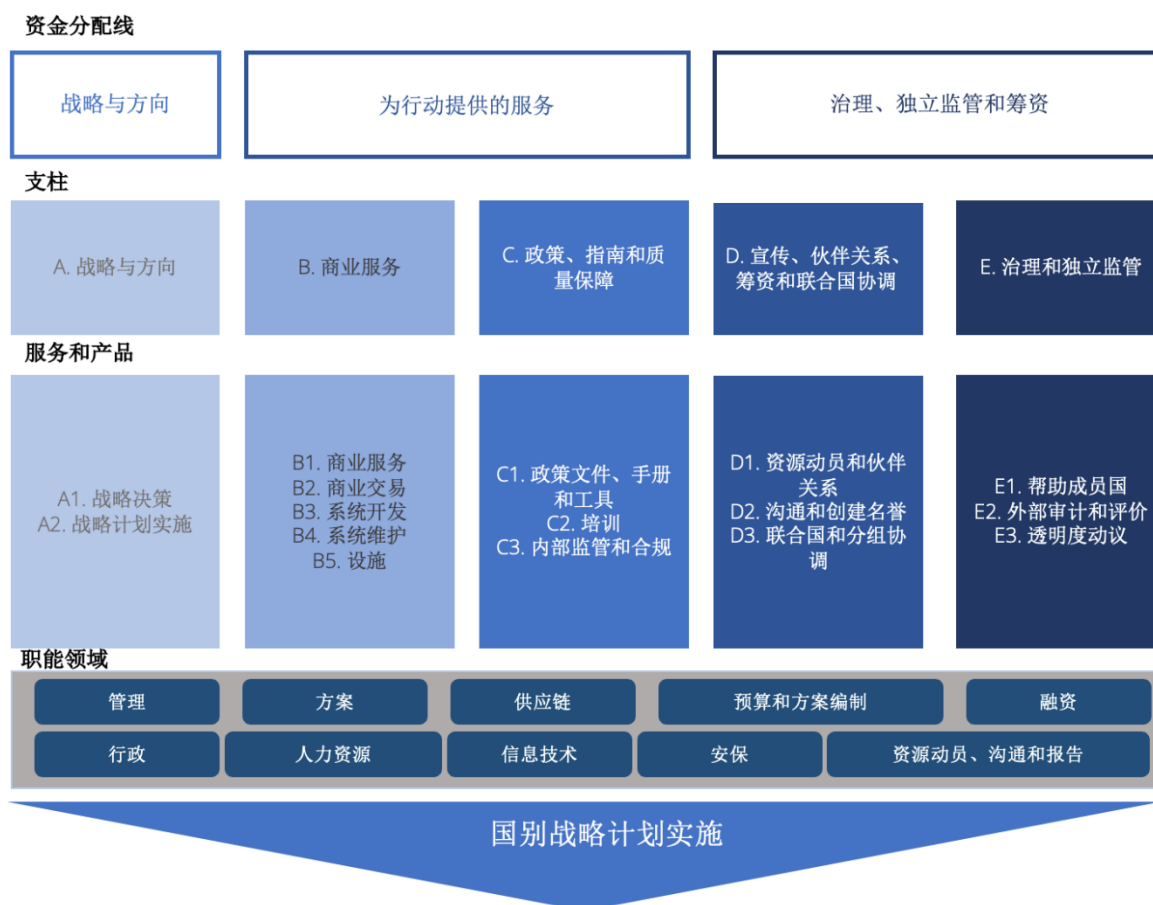 资金分配线
战略与方向
为行动提供的服务
治理、独立监管和筹资
支柱
A. 战略与方向
B. 商业服务
C. 政策、指南和质
量保障
D. 宣传、伙伴关系、
筹资和联合国协调
E. 治理和独立监管
服务和产品
A1. 战略决策
A2. 战略计划实施
B1. 商业服务
B2. 商业交易
B3. 系统开发
B4. 系统维护
B5. 设施
C1. 政策文件、手册
和工具
C2. 培训
C3. 内部监管和合规
D1. 资源动员和伙伴
关系
D2. 沟通和创建名誉
D3. 联合国和分组协
调
E1. 帮助成员国
E2. 外部审计和评价
E3. 透明度动议
职能领域
管理
方案
供应链
预算和方案编制
融资
行政
人力资源
信息技术
安保
资源动员、沟通和报告
国别战略计划实施